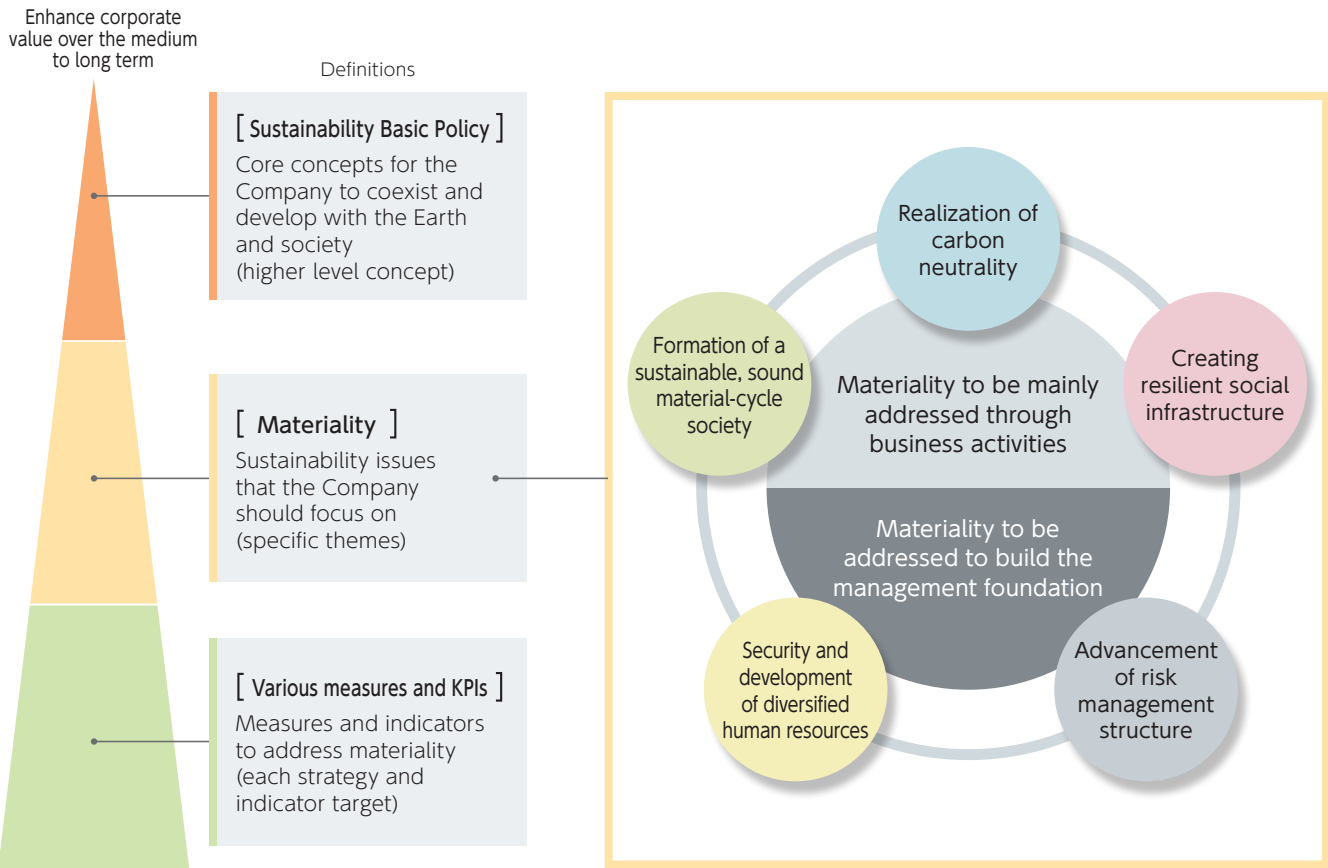 Enhance corporate
value over the medium
to long term
Definitions
[ Sustainability Basic Policy ]
Core concepts for the
Company to coexist and
develop with the Earth
and society
(higher level concept)
[ Materiality ]
Sustainability issues
that the Company
should focus on
(specific themes)
[ Various measures and KPIs ]
Measures and indicators
to address materiality
(each strategy and
indicator target)
Realization of
carbon
neutrality
Formation of a
sustainable, sound
material-cycle
society
Creating
resilient social
infrastructure
Materiality to be mainly
addressed through
business activities
Materiality to be
addressed to build the
management foundation
Security and
development
of diversified
human resources
Advancement
of risk
management
structure